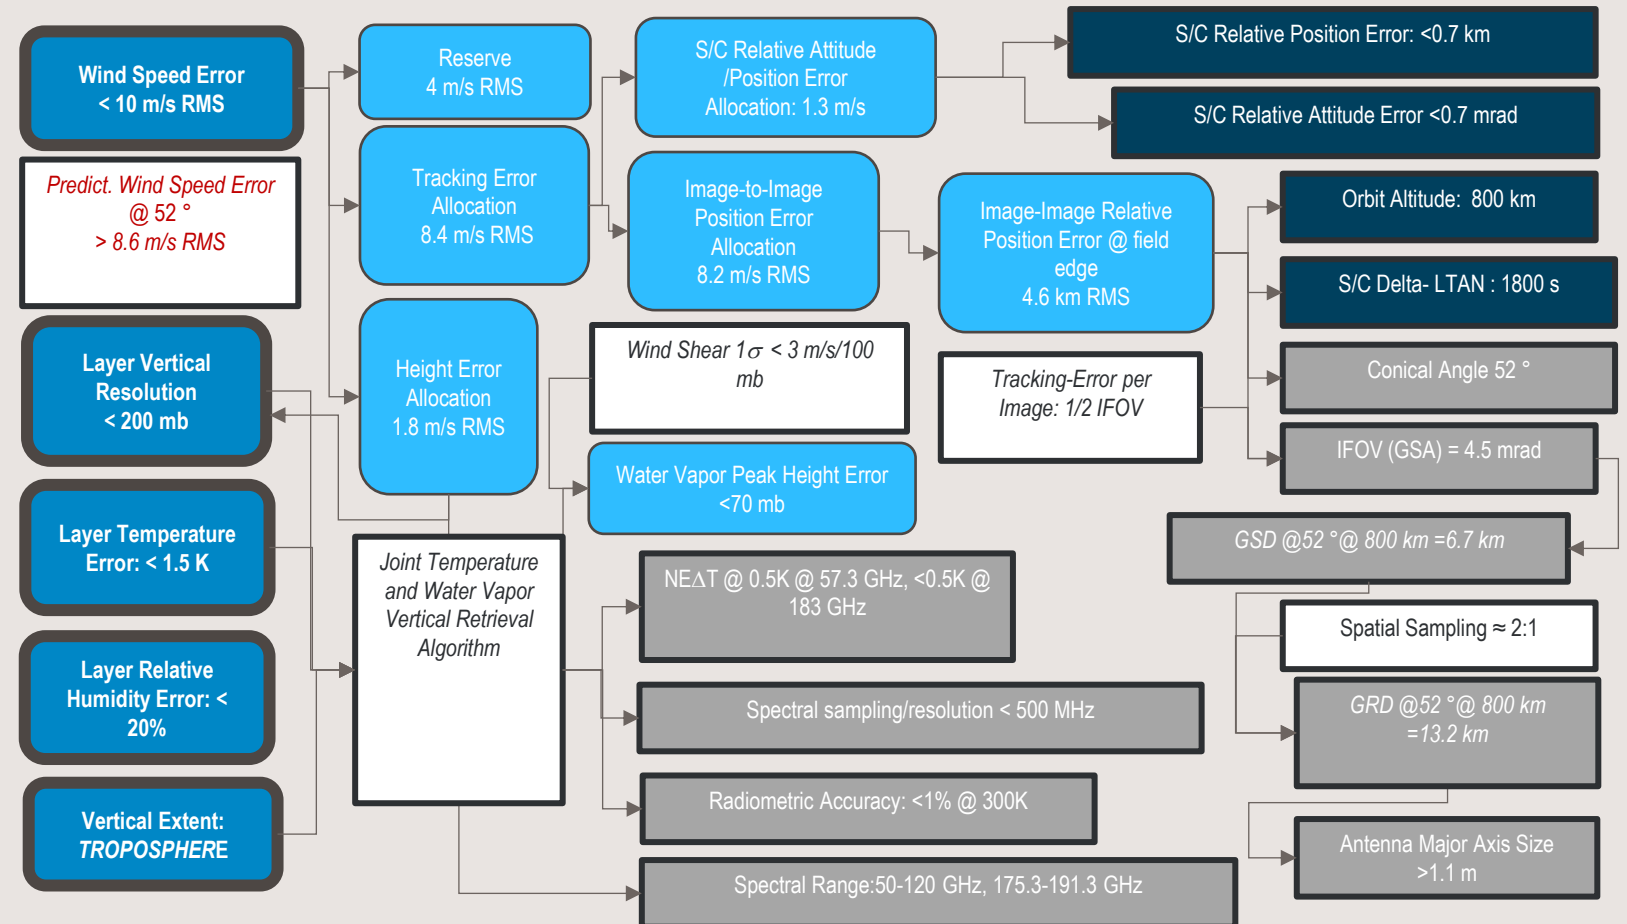 Wind Speed Error
< 10 m/s RMS
Predict. Wind Speed Error
@ 52 °
> 8.6 m/s RMS
Layer Vertical
Resolution
< 200 mb
Layer Temperature
Error: < 1.5 K
Layer Relative
Humidity Error: <
20%
Vertical Extent:
TROPOSPHERE
Reserve
4 m/s RMS
Tracking Error
Allocation
8.4 m/s RMS
Height Error
Allocation
1.8 m/s RMS
Joint Temperature
and Water Vapor
Vertical Retrieval
Algorithm
S/C Relative Attitude
/Position Error
Allocation: 1.3 m/s
Image-to-Image
Position Error
Allocation
8.2 m/s RMS
Wind Shear 1σ < 3 m/s/100
mb
Water Vapor Peak Height Error
<70 mb
NE∆T @ 0.5K @ 57.3 GHz, <0.5K @
183 GHz
Spectral sampling/resolution < 500 MHz
Radiometric Accuracy: <1% @ 300K
Spectral Range:50-120 GHz, 175.3-191.3 GHz
Image-Image Relative
Position Error @ field
edge
4.6 km RMS
Tracking-Error per
Image: 1/2 IFOV
S/C Relative Position Error: <0.7 km
S/C Relative Attitude Error <0.7 mrad
Orbit Altitude: 800 km
S/C Delta- LTAN : 1800 s
Conical Angle 52 °
IFOV (GSA) = 4.5 mrad
GSD @52 °@ 800 km =6.7 km
Spatial Sampling ≈ 2:1
GRD @52 °@ 800 km
=13.2 km
Antenna Major Axis Size
>1.1 m